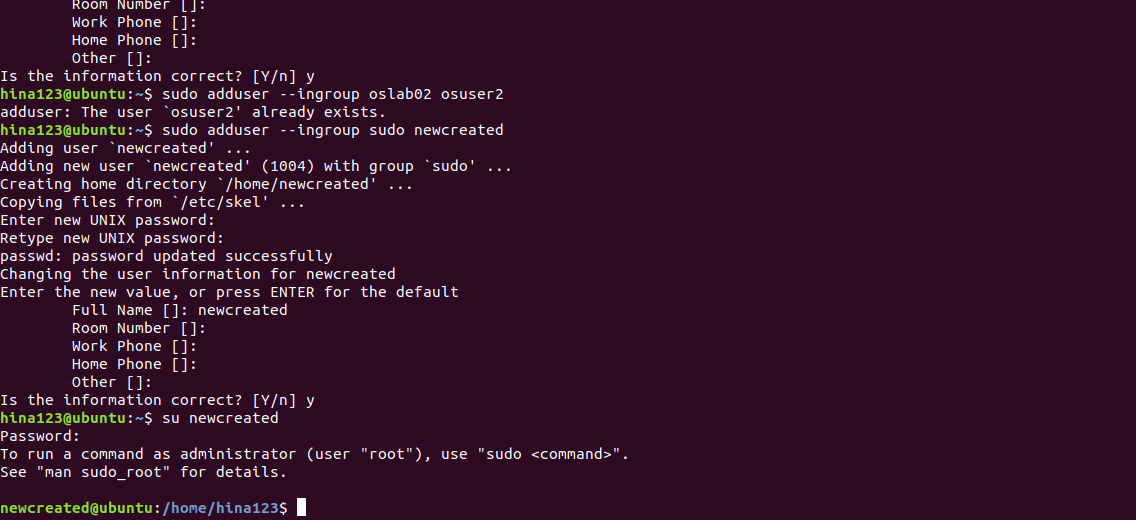 Room Number []:
Work Phone []:
Home Phone []:
Other []:
Is the information correct? [Y/n] y
hina123@ubuntu:~$ sudo adduser --ingroup oslab02 osuser2
adduser: The user `osuser2' already exists.
hina123@ubuntu:~$ sudo adduser --ingroup sudo newcreated
Adding user `newcreated' ...
Adding new user `newcreated' (1004) with group `sudo' ...
Creating home directory `/home/newcreated' ...
Copying files from `/etc/skel' ...
Enter new UNIX password:
Retype new UNIX password:
passwd: password updated successfully
Changing the user information for newcreated
Enter the new value, or press ENTER for the default
Full Name []: newcreated
Room Number []:
Work Phone []:
Home Phone []:
Other []:
Is the information correct? [Y/n] y
hina123@ubuntu:~$ su newcreated
Password:
To run a command as administrator (user "root"), use "sudo <command>".
See "man sudo_root" for details.
newcreated@ubuntu:/home/hina123$